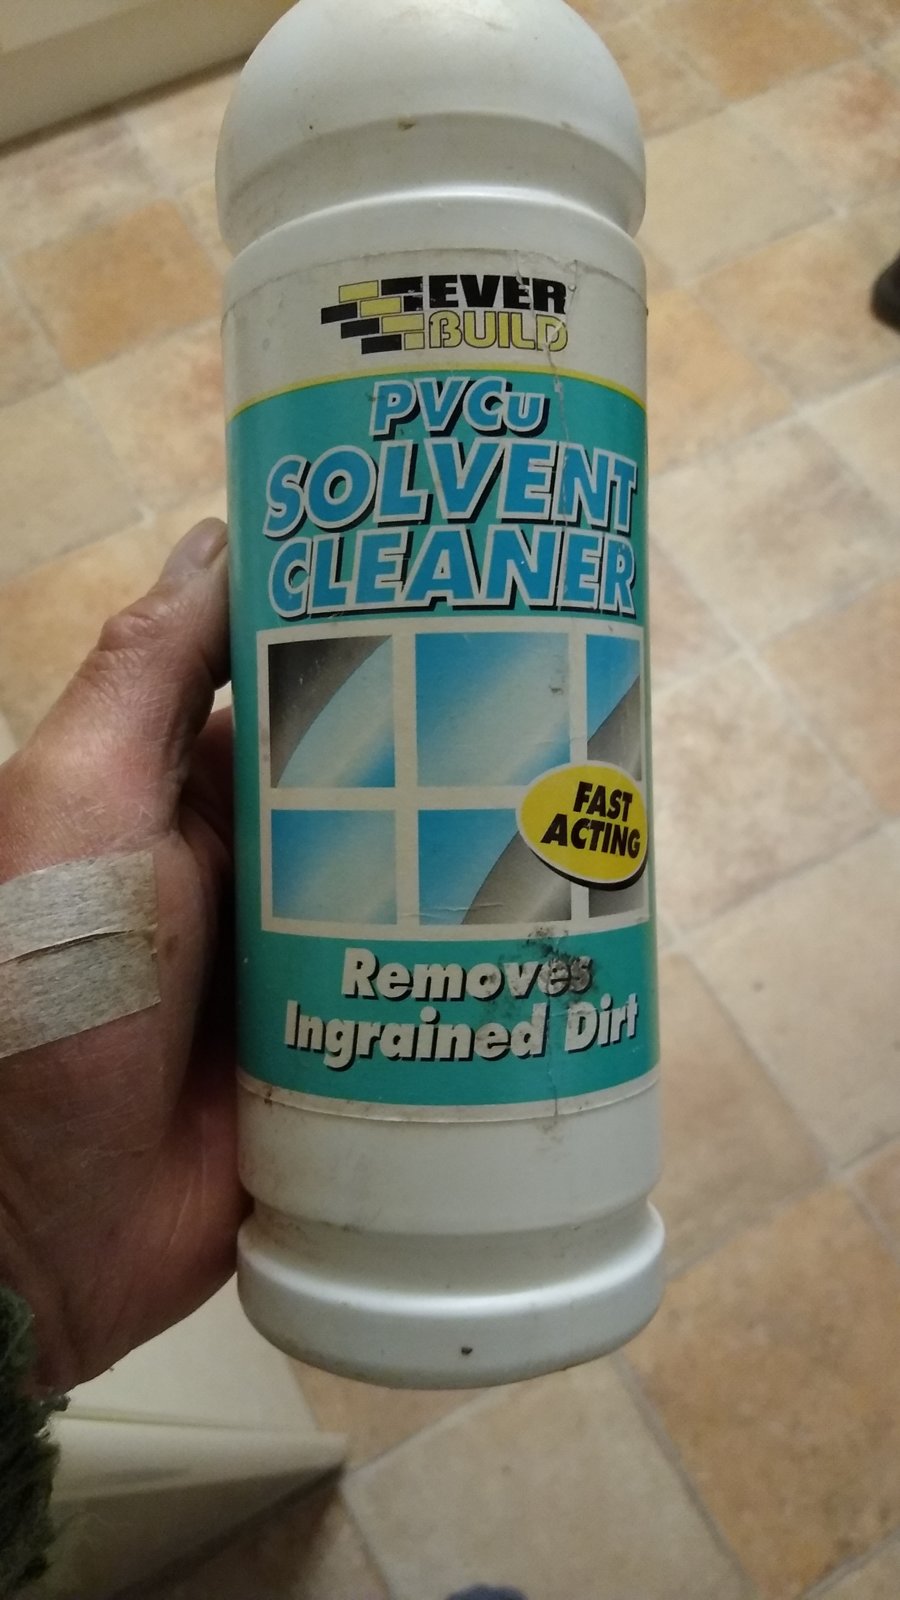 EVER
BUILD
PVCu
SOLVENT
CLEANER
FAST
ACTING
Removes
Ingrained Dirt